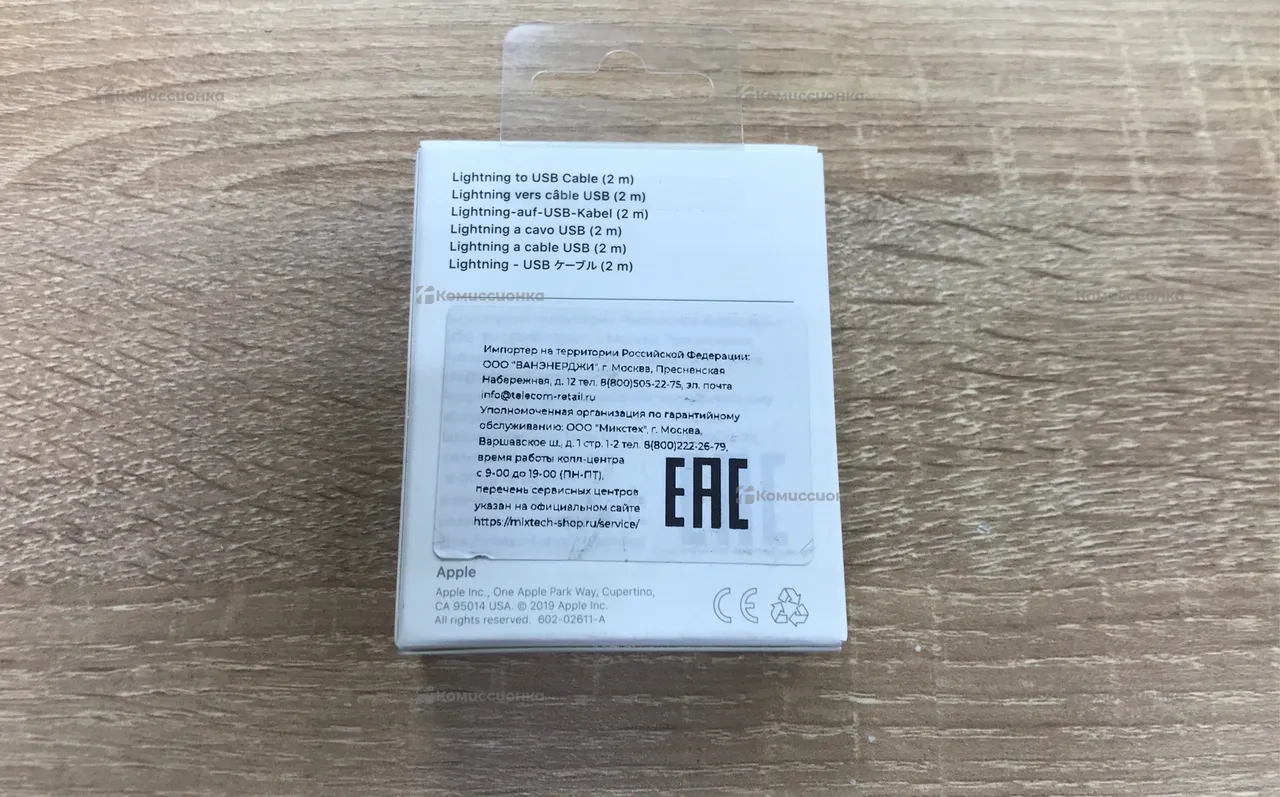 Комиссионка
Комиссионка
Lightning to USB Cable (2 m)
Lightning vers câble USB (2 m)
Lightning-auf-USB-Kabel (2 m)
Lightning a cavo USB (2 m)
Lightning a cable USB (2 m)
Lightning - USB ケーブル (2 m)
Комиссионка
Комиссионка
Импортер на территории Российской Федерации:
ООО "ВАНЭНЕРДЖИ". г. Москва, Пресненская
Набережная, д. 12 тел. 8(800)505-22-75, эл. почта
info@telecom-retail.ru
Уполномоченная организация по гарантийному
обслуживанию: ООО "Микстех", г. Москва,
Варшавское ш., д. 1 стр. 1-2 тел. 8(800)222-26-79,
время работы колл-центра
с 9-00 до 19-00 (ПН-ПТ),
перечень сервисных центров
указан на официальном сайте
https://mixtech-shop.ru/service/
EAC
Комиссион
Apple
Apple Inc., One Apple Park Way, Cupertino,
CA 95014 USA. © 2019 Apple Inc.
All rights reserved. 602-02611-A
CE
Комиссионка
Комиссионка